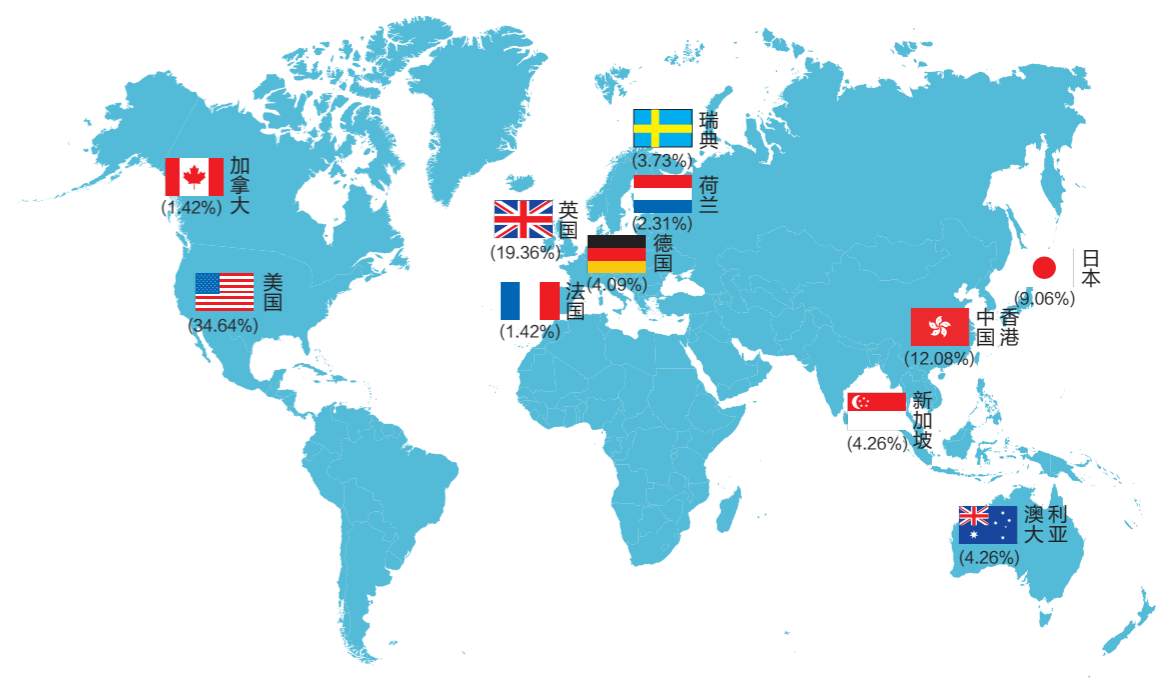 瑞典
(3.73%)
加拿大
(1.42%)
荷兰
(2.31%)
英国
(19.36%)
德国
(4.09%)
日本
(9.06%)
美国
(34.64%)
法国
(1.42%)
中国香港
(12.08%)
新加坡
(4.26%)
澳大利亚
(4.26%)